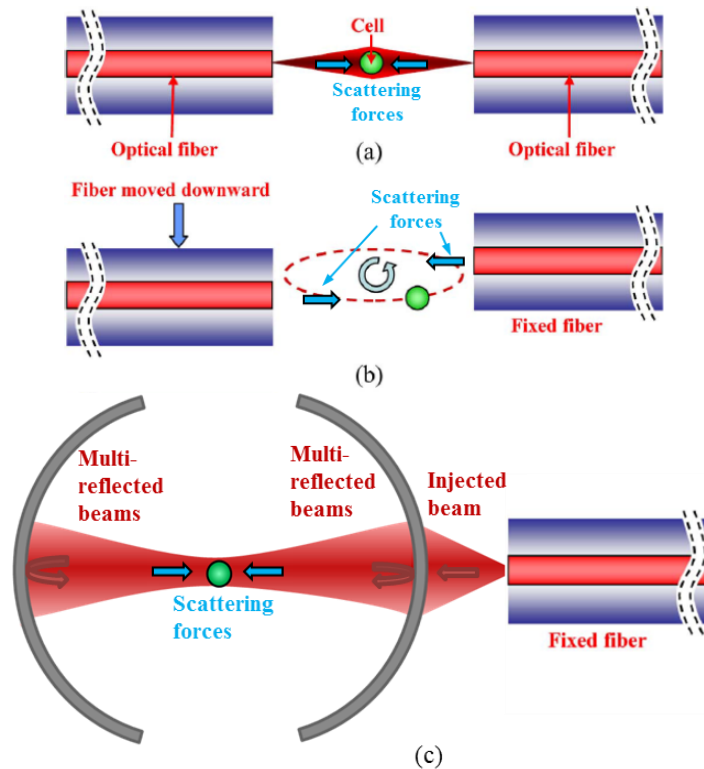 Cell
Scattering
forces
Optical fiber
Optical fiber
(a)
Fiber moved downward
Scattering
forces
Fixed fiber
(b)
Multi-
reflected
beams
Multi-
reflected
beams
Injected
beam
Scattering
forces
Fixed fiber
(c)